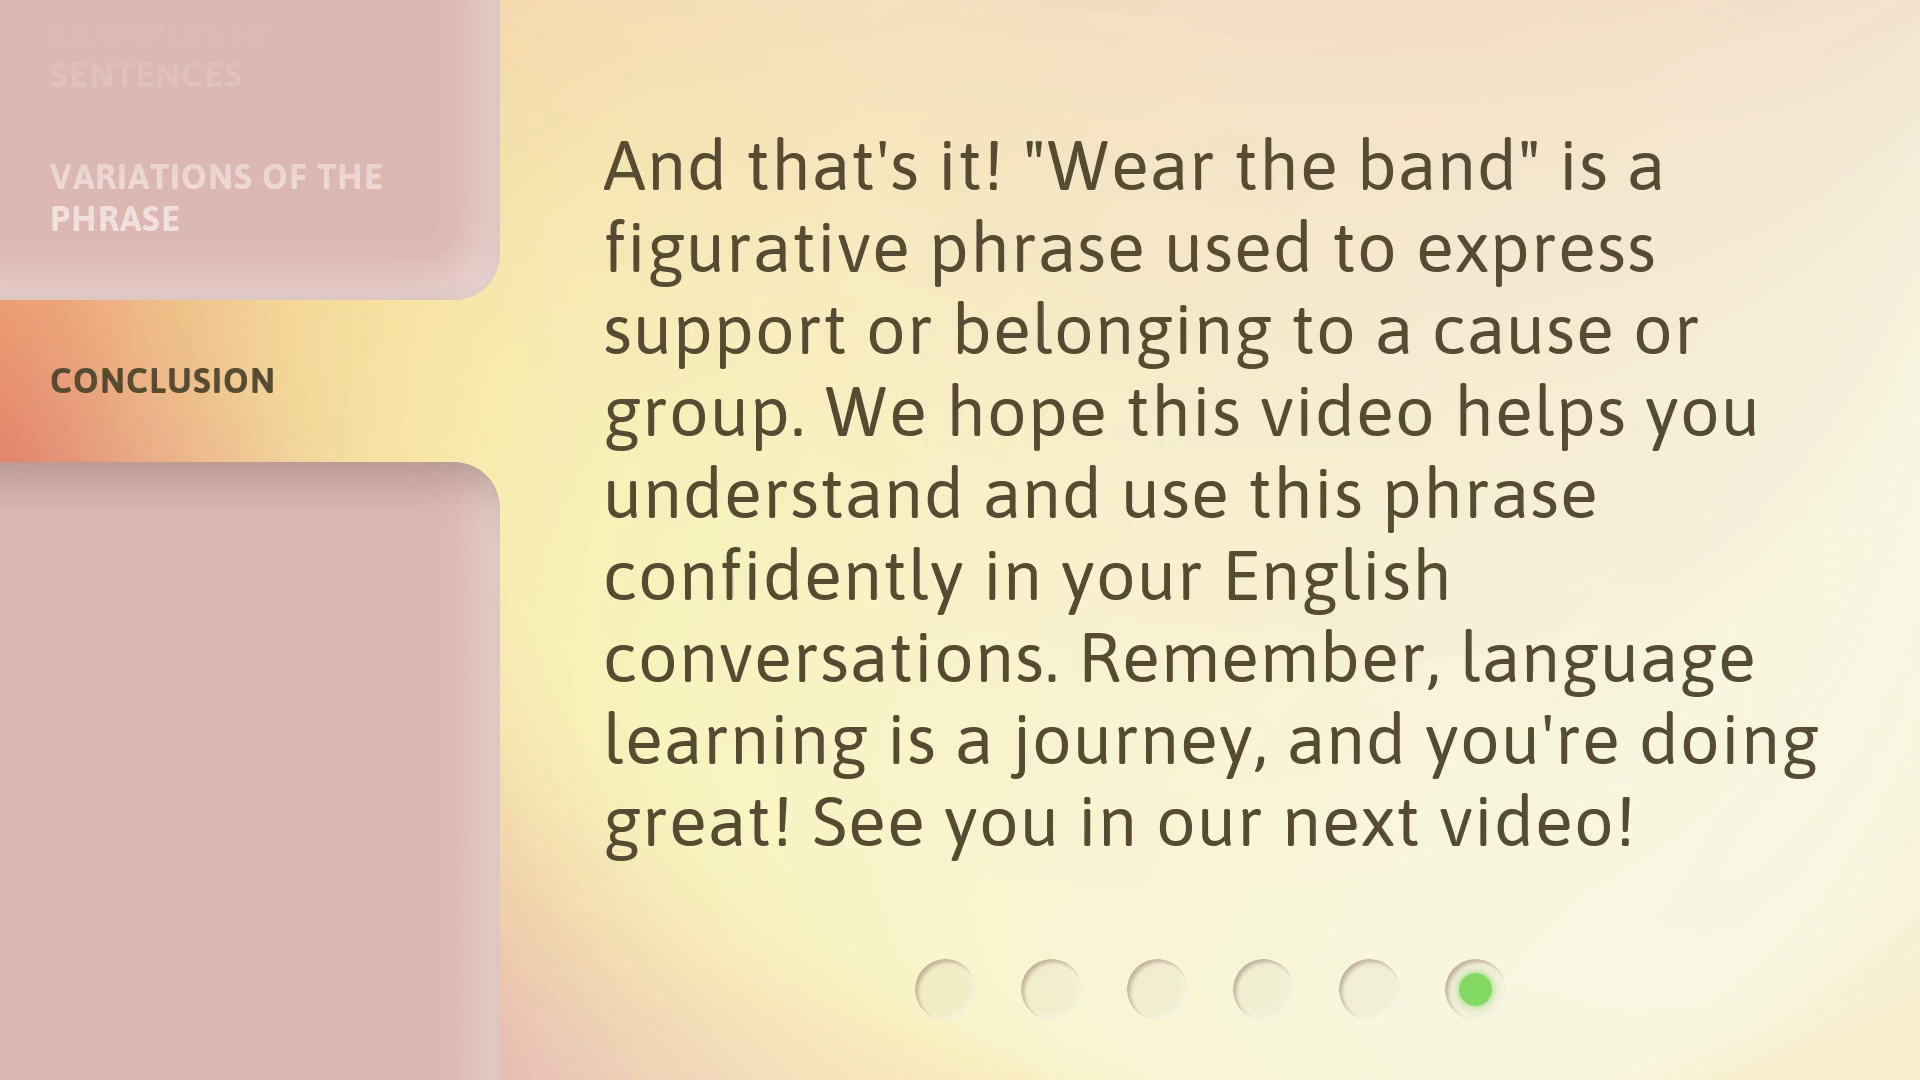 EXAMPLES IN
SENTENCES
VARIATIONS OF THE
PHRASE
CONCLUSION
And that's it! "Wear the band" is a
figurative phrase used to express
support or belonging to a cause or
group. We hope this video helps you
understand and use this phrase
confidently in your English
conversations. Remember, language
learning is a journey, and you're doing
great! See you in our next video!